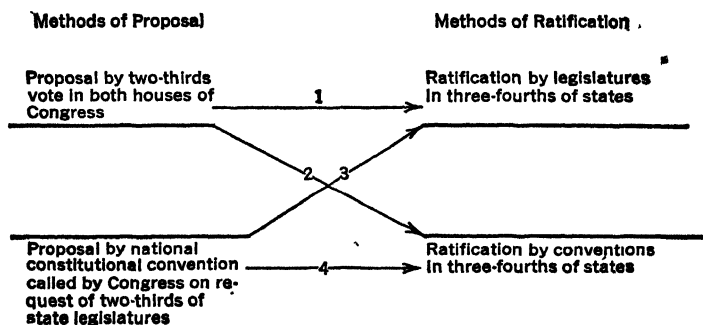 Methods of Proposal
Methods of Ratification
Proposal by two-thirds
vote in both houses of
Congress
1
Ratification by legislatures
in three-fourths of states
2
3
Proposal by national
constitutional convention
called by Congress on re-
quest of two-thirds of
state legislatures
4
Ratification by conventions
in three-fourths of states